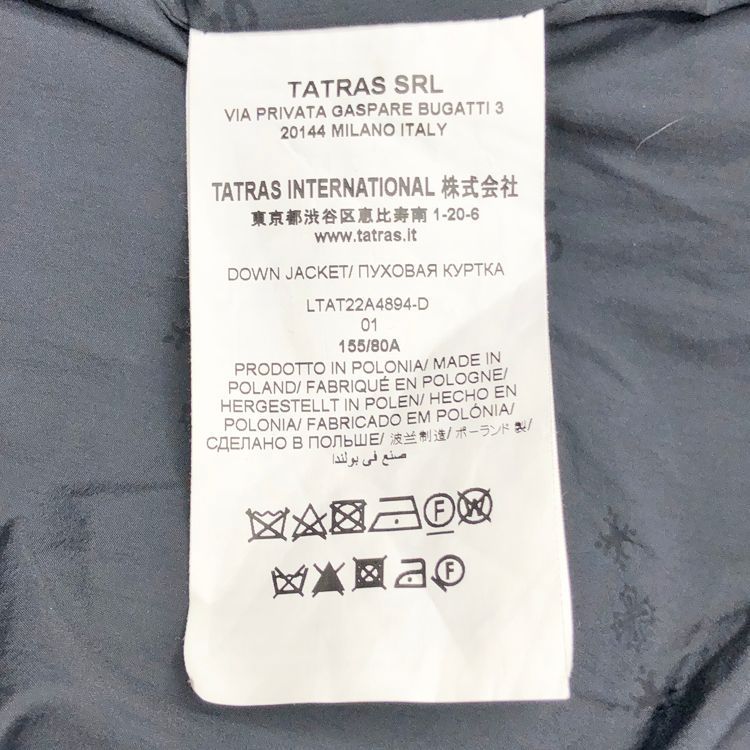 TATRAS SRL
VIA PRIVATA GASPARE BUGATTI 3
20144 MILANO ITALY
TATRAS INTERNATIONAL 株式会社
東京都渋谷区恵比寿南 1-20-6
www.tatras.it
DOWN JACKET/ ПУХОВАЯ КУРТКА
LTAT22A4894-D
01
155/80A
PRODOTTO IN POLONIA/ MADE IN
POLAND/ FABRIQUÉ EN POLOGNE/
HERGESTELLT IN POLEN/ HECHO EN
POLONIA/ FABRICADO EM POLÓNIA/
СДЕЛАНО В ПОЛЬШЕ/ 波兰制造/ ポーランド 製/
صنع في بولندا
F W
F